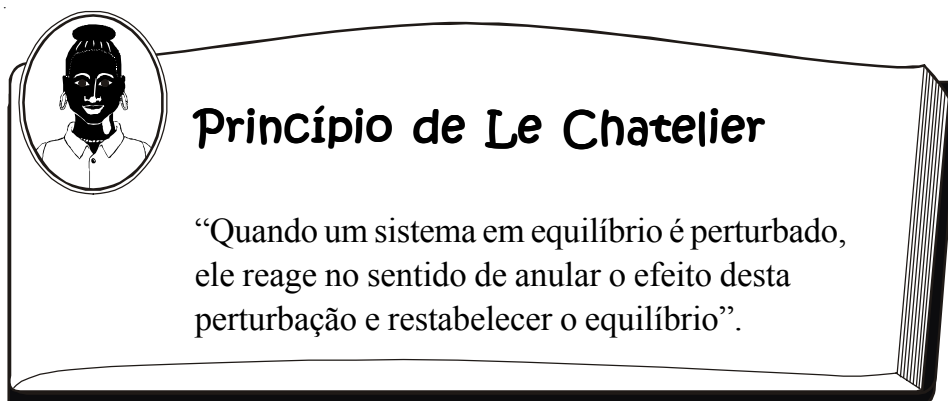 Princípio de Le Chatelier
“Quando um sistema em equilíbrio é perturbado,
ele reage no sentido de anular o efeito desta
perturbação e restabelecer o equilíbrio”.